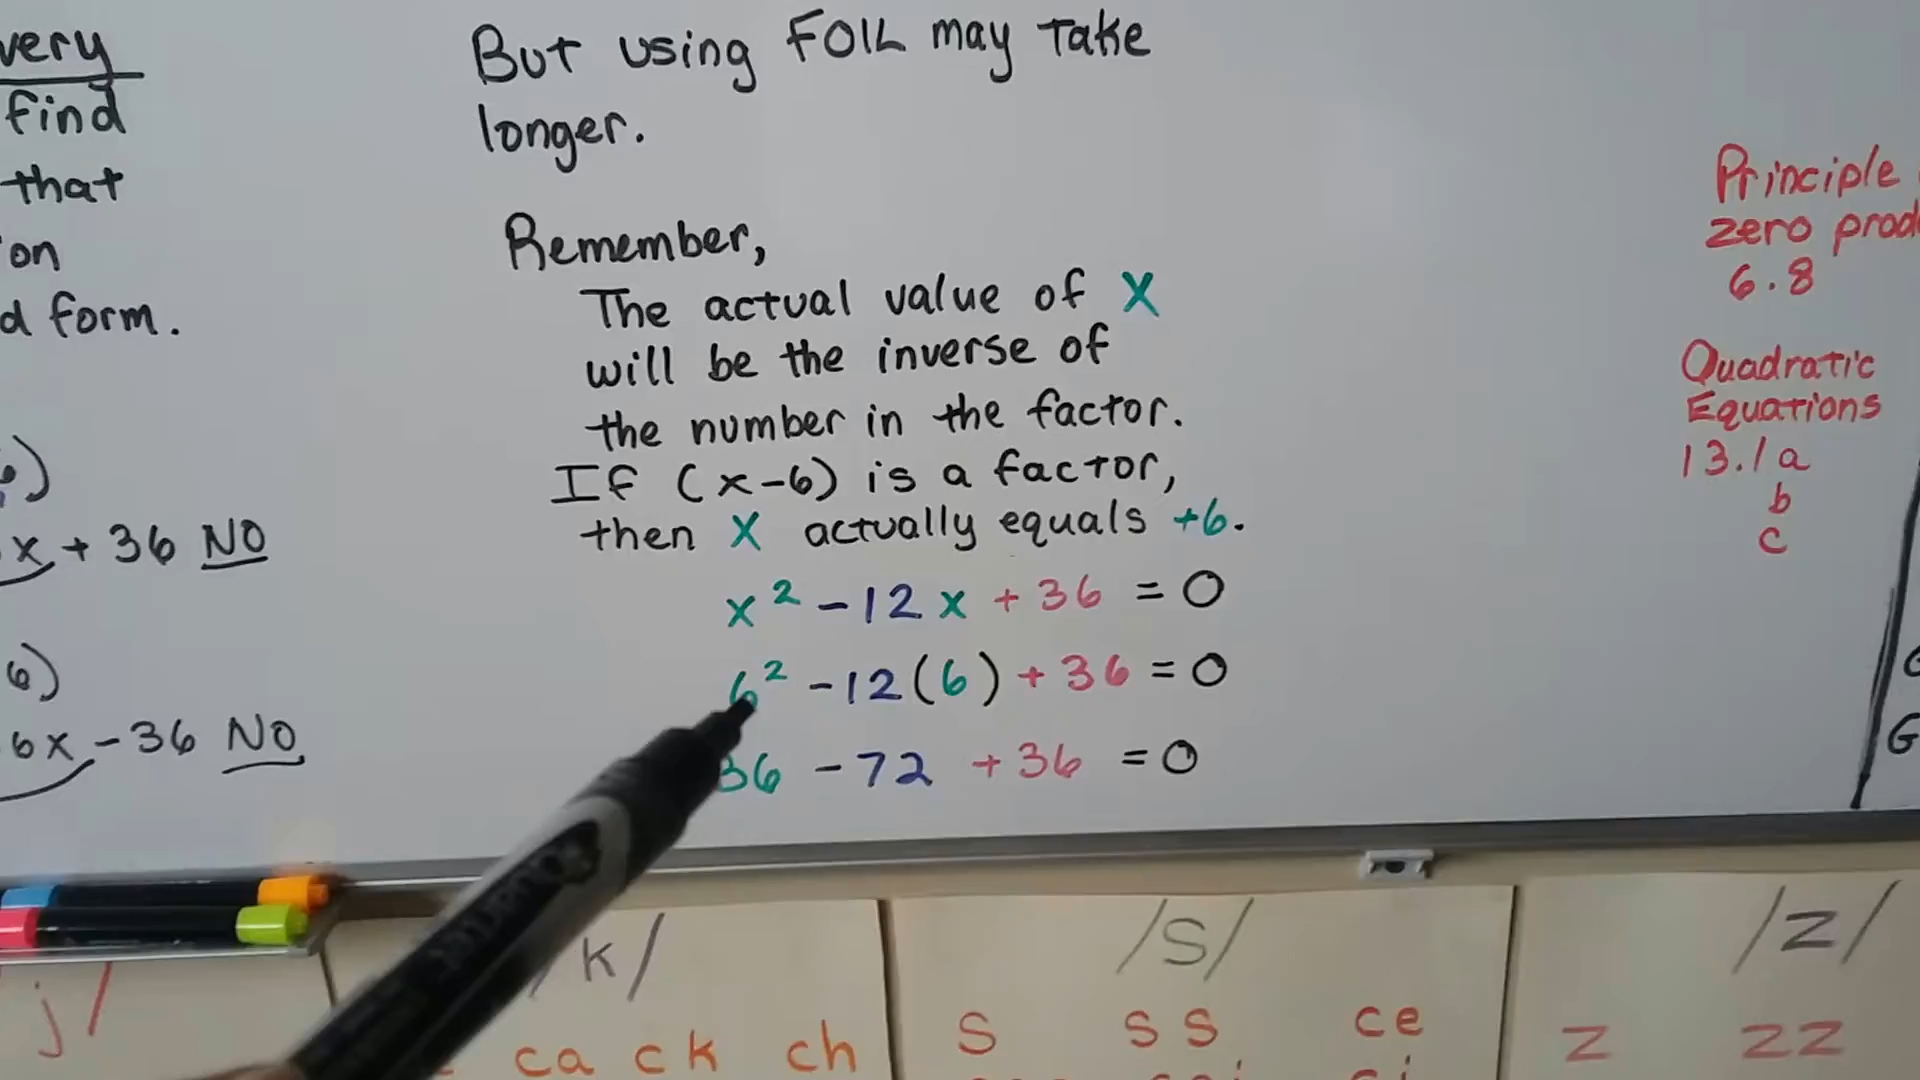 very
find
that
on
d form.
6)
x + 36 NO
6)
6x - 36 NO
But using FOIL may take
longer.
Remember,
The actual value of X
will be the inverse of
the number in the factor.
If (x-6) is a factor,
then X actually equals +6.
x² - 12x + 36 = 0
6² - 12(6) + 36 = 0
36 - 72 + 36 = 0
Principle
zero prod
6.8
Quadratic
Equations
13.1a
b
c
G
j/
k/
ca ck ch
/s/
s ss ce
/z/
z zz